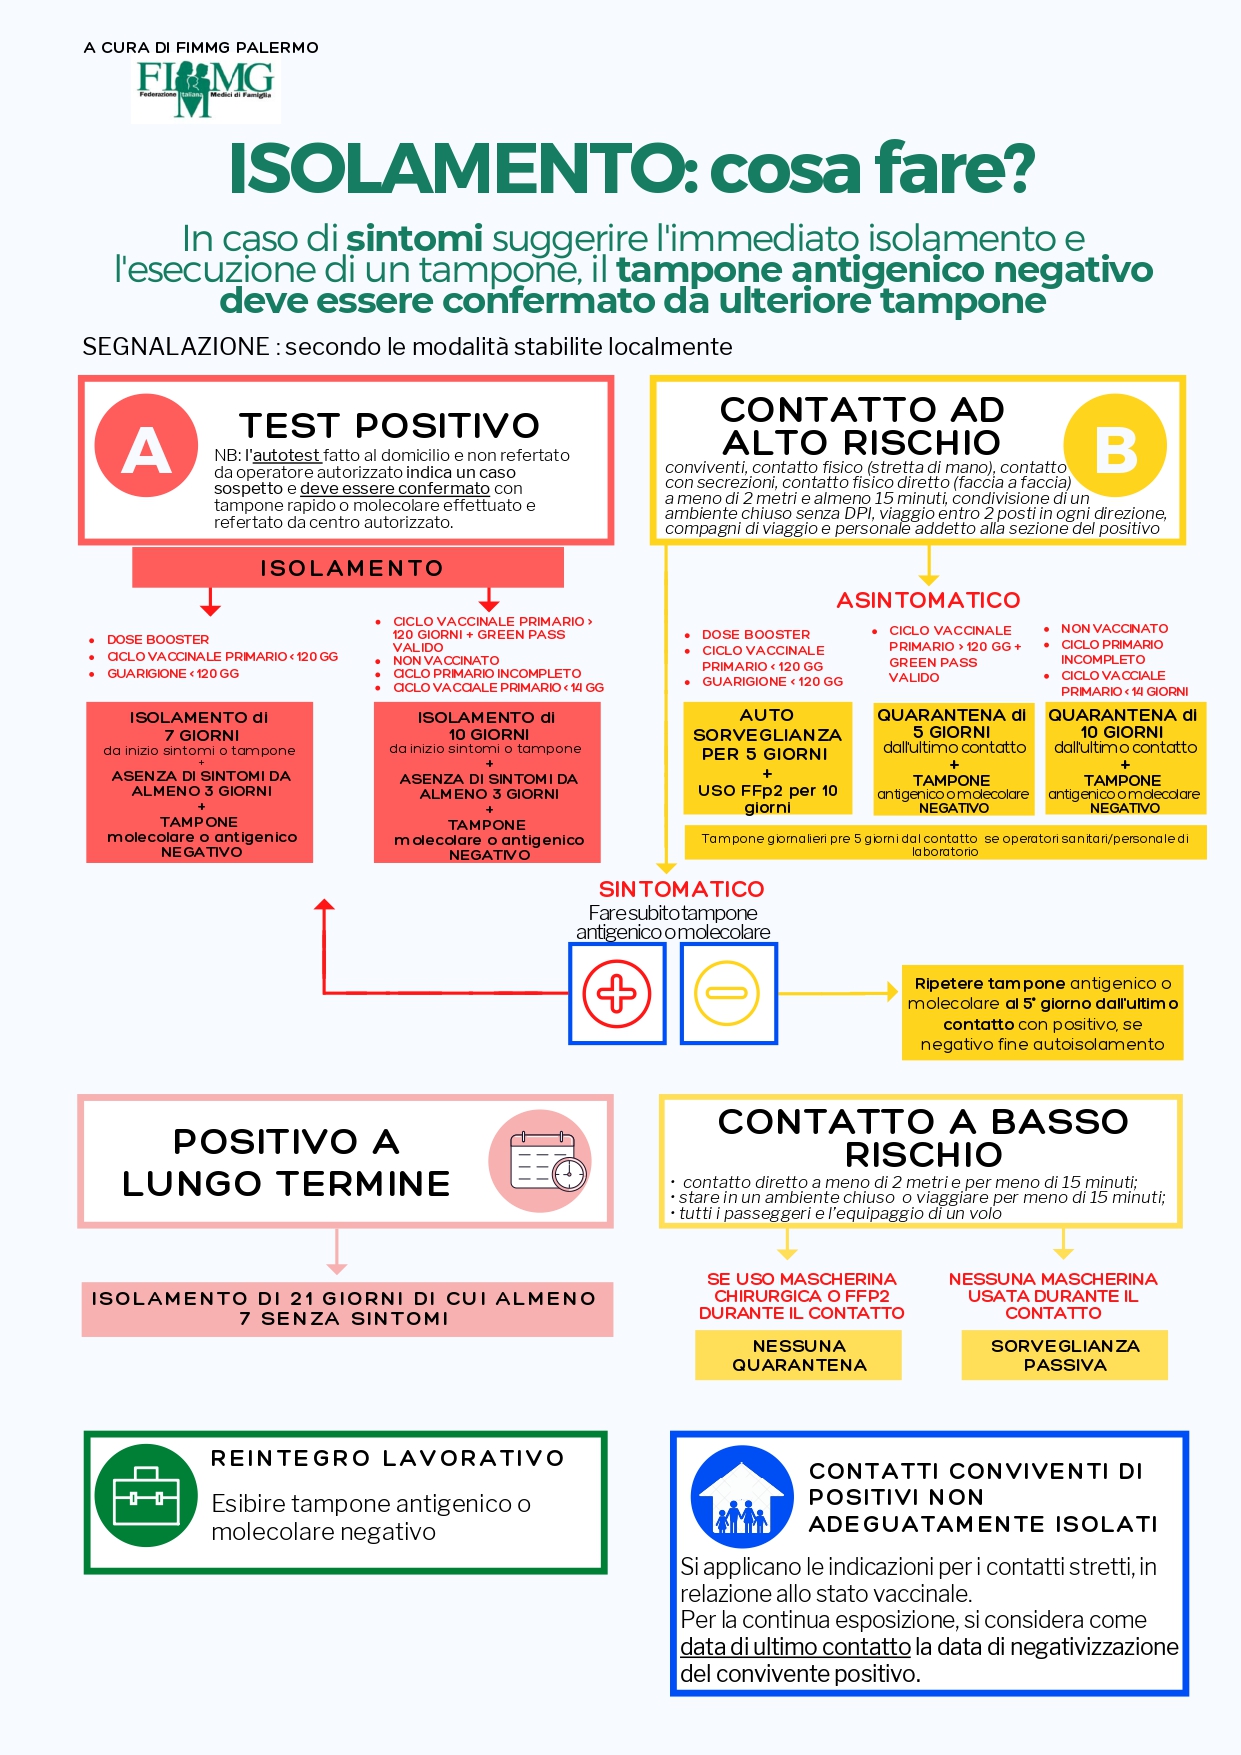 A CURA DI FIMMG PALERMO
FIMMG
Federazione Italiana Medici di Famiglia
ISOLAMENTO: cosa fare?
In caso di sintomi suggerire l'immediato isolamento e
l'esecuzione di un tampone, il tampone antigenico negativo
deve essere confermato da ulteriore tampone
SEGNALAZIONE : secondo le modalità stabilite localmente
A
TEST POSITIVO
NB: l'autotest fatto al domicilio e non refertato
da operatore autorizzato indica un caso
sospetto e deve essere confermato con
tampone rapido o molecolare effettuato e
refertato da centro autorizzato.
ISOLAMENTO
• DOSE BOOSTER
• CICLO VACCINALE PRIMARIO < 120 GG
• GUARIGIONE < 120 GG
ISOLAMENTO di
7 GIORNI
da inizio sintomi o tampone
+
ASENZA DI SINTOMI DA
ALMENO 3 GIORNI
+
TAMPONE
molecolare o antigenico
NEGATIVO
• CICLO VACCINALE PRIMARIO >
120 GIORNI + GREEN PASS
VALIDO
• NON VACCINATO
• CICLO PRIMARIO INCOMPLETO
• CICLO VACCIALE PRIMARIO < 14 GG
ISOLAMENTO di
10 GIORNI
da inizio sintomi o tampone
+
ASENZA DI SINTOMI DA
ALMENO 3 GIORNI
+
TAMPONE
molecolare o antigenico
NEGATIVO
CONTATTO AD
ALTO RISCHIO
B
conviventi, contatto fisico (stretta di mano), contatto
con secrezioni, contatto fisico diretto (faccia a faccia)
a meno di 2 metri e almeno 15 minuti, condivisione di un
ambiente chiuso senza DPI, viaggio entro 2 posti in ogni direzione,
compagni di viaggio e personale addetto alla sezione del positivo
ASINTOMATICO
• DOSE BOOSTER
• CICLO VACCINALE
PRIMARIO < 120 GG
• GUARIGIONE < 120 GG
AUTO
SORVEGLIANZA
PER 5 GIORNI
+
USO FFp2 per 10
giorni
• CICLO VACCINALE
PRIMARIO > 120 GG +
GREEN PASS
VALIDO
QUARANTENA di
5 GIORNI
dall'ultimo contatto
+
TAMPONE
antigenico o molecolare
NEGATIVO
• NON VACCINATO
• CICLO PRIMARIO
INCOMPLETO
• CICLO VACCIALE
PRIMARIO < 14 GIORNI
QUARANTENA di
10 GIORNI
dall'ultimo contatto
+
TAMPONE
antigenico o molecolare
NEGATIVO
Tampone giornalieri pre 5 giorni dal contatto se operatori sanitari/personale di
laboratorio
SINTOMATICO
Fare subito tampone
antigenico o molecolare
Ripetere tampone antigenico o
molecolare al 5° giorno dall'ultimo
contatto con positivo, se
negativo fine autoisolamento
POSITIVO A
LUNGO TERMINE
ISOLAMENTO DI 21 GIORNI DI CUI ALMENO
7 SENZA SINTOMI
CONTATTO A BASSO
RISCHIO
• contatto diretto a meno di 2 metri e per meno di 15 minuti;
• stare in un ambiente chiuso o viaggiare per meno di 15 minuti;
• tutti i passeggeri e l'equipaggio di un volo
SE USO MASCHERINA
CHIRURGICA O FFP2
DURANTE IL CONTATTO
NESSUNA
QUARANTENA
NESSUNA MASCHERINA
USATA DURANTE IL
CONTATTO
SORVEGLIANZA
PASSIVA
REINTEGRO LAVORATIVO
Esibire tampone antigenico o
molecolare negativo
CONTATTI CONVIVENTI DI
POSITIVI NON
ADEGUATAMENTE ISOLATI
Si applicano le indicazioni per i contatti stretti, in
relazione allo stato vaccinale.
Per la continua esposizione, si considera come
data di ultimo contatto la data di negativizzazione
del convivente positivo.